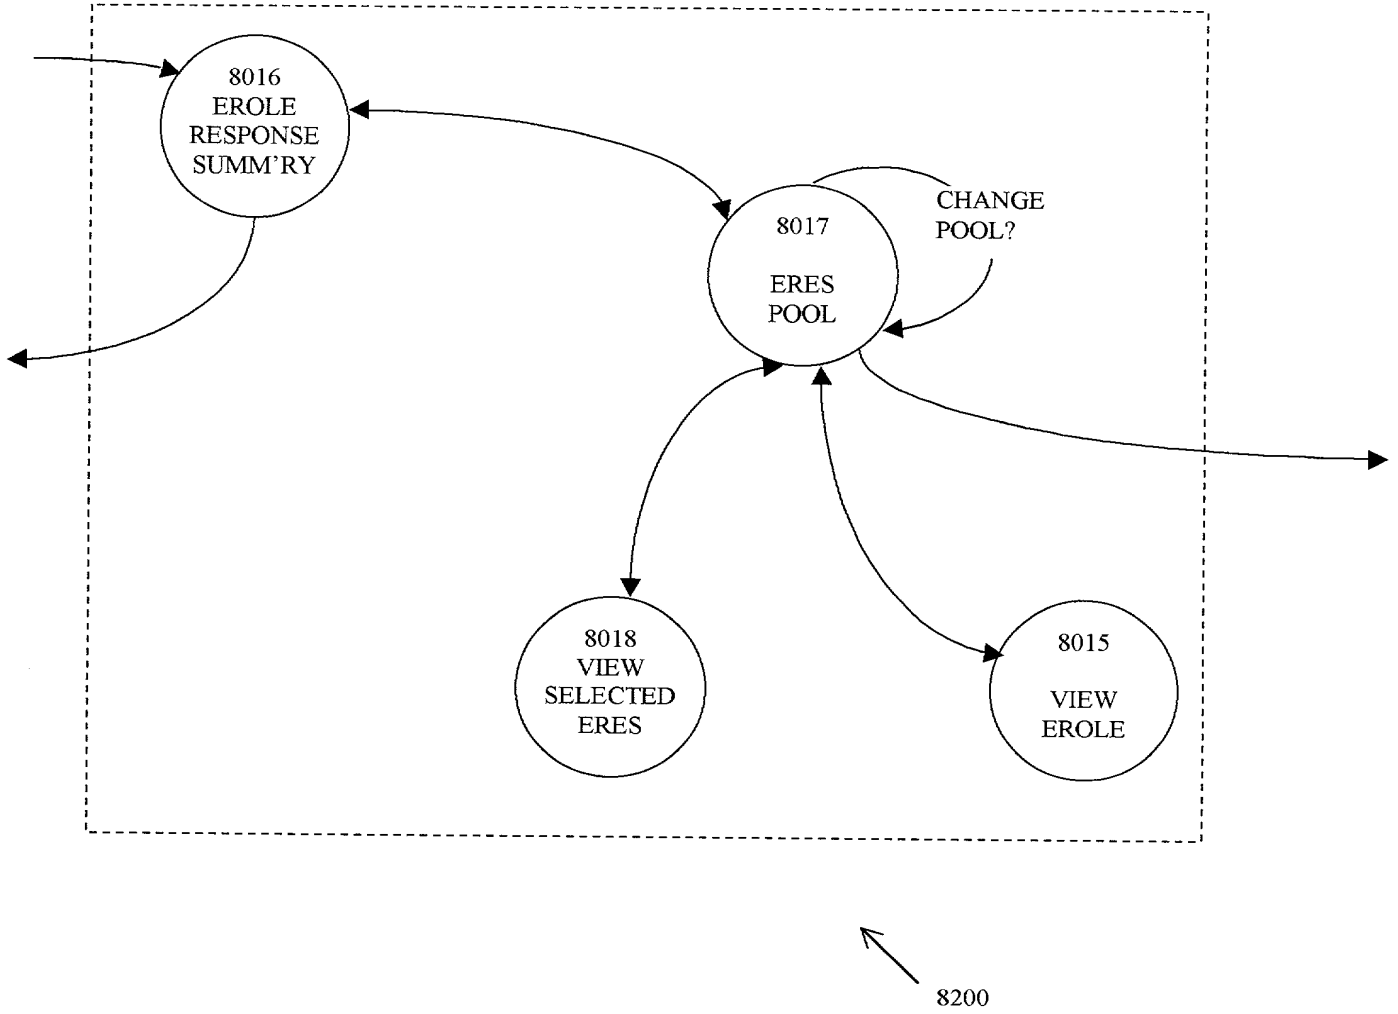 8016
EROLE
RESPONSE
SUMM'RY
8017
ERES
POOL
CHANGE
POOL?
8018
VIEW
SELECTED
ERES
8015
VIEW
EROLE
8200